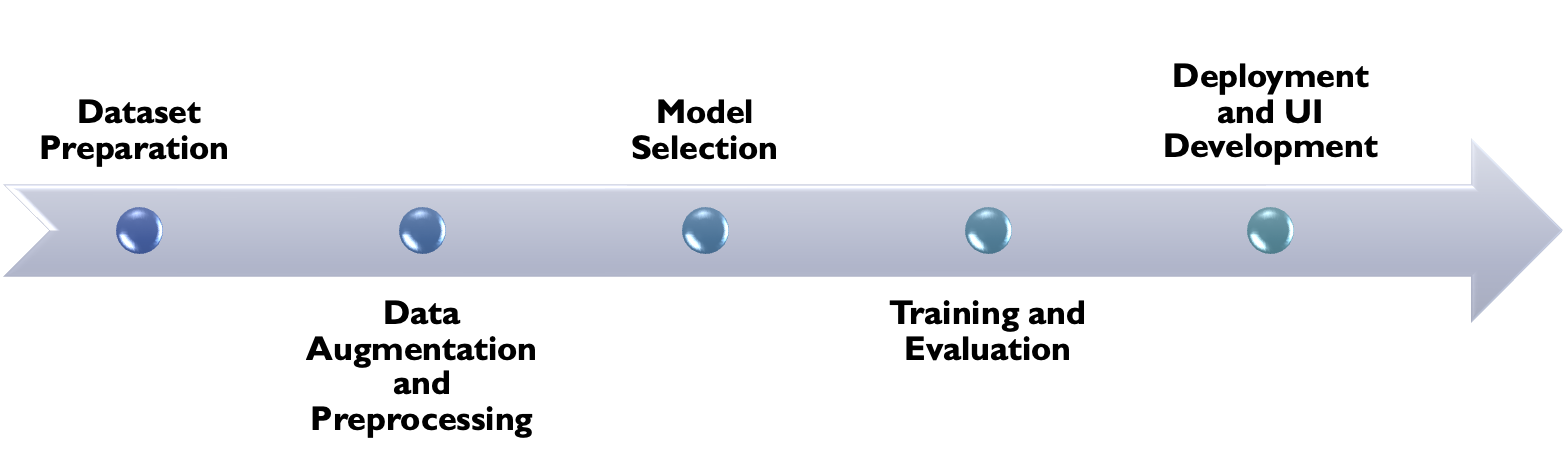 Dataset
Preparation
Data
Augmentation
and
Preprocessing
Model
Selection
Training and
Evaluation
Deployment
and UI
Development